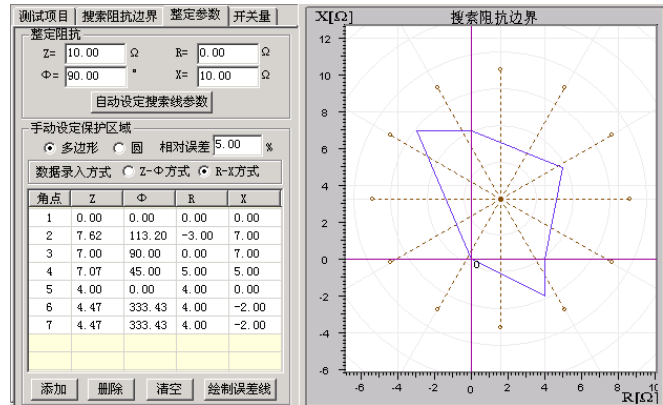 测试项目 搜索阻抗边界 整定参数 开关量
整定阻抗
Z= 10.00 Ω R= 0.00 Ω
Φ= 90.00 ° X= 10.00 Ω
自动设定搜索线参数
手动设定保护区域
多边形 圆 相对误差 5.00 %
数据录入方式 Z-Φ方式 R-X方式
角点 Z Φ R X
1 0.00 0.00 0.00 0.00
2 7.62 113.20 -3.00 7.00
3 7.00 90.00 0.00 7.00
4 7.07 45.00 5.00 5.00
5 4.00 0.00 4.00 0.00
6 4.47 333.43 4.00 -2.00
7 4.47 333.43 4.00 -2.00
添加 删除 清空 绘制误差线
X[Ω] 搜索阻抗边界
12
10
8
6
4
2
0
0
-2
-4
-6
-6 -4 -2 0 2 4 6 8 10
R[Ω]